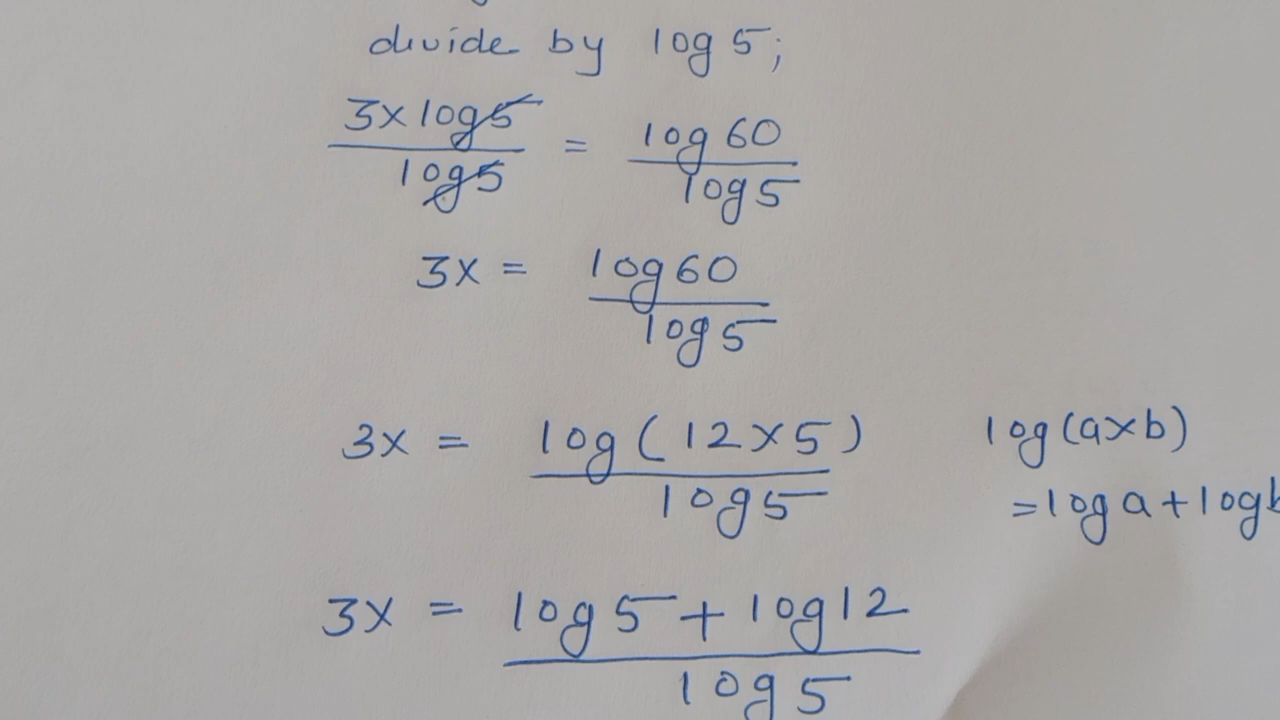 divide by log 5;
3x log5 / log5 = log 60 / log 5
3x = log 60 / log 5
3x = log (12 x 5) / log 5
log (axb)
= log a + log b
3x = log 5 + log 12 / log 5